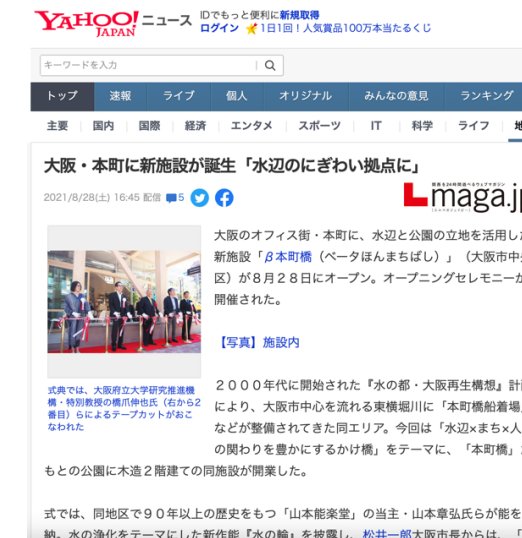 YAHOO! JAPAN ニュース
IDでもっと便利に新規取得
ログイン 1日1回！人気賞品100万本当たるくじ
キーワードを入力
トップ 速報 ライブ 個人 オリジナル みんなの意見 ランキング
主要 国内 国際 経済 エンタメ スポーツ IT 科学 ライフ 地
大阪・本町に新施設が誕生「水辺のにぎわい拠点に」
2021/8/28(土) 16:45 配信 5
Lmaga.jp
大阪のオフィス街・本町に、水辺と公園の立地を活用した
新施設「β本町橋（ベータほんまちばし）」（大阪市中央
区）が８月２８日にオープン。オープニングセレモニーが
開催された。
【写真】施設内
式典では、大阪府立大学研究推進機
構・特別教授の橋爪伸也氏（右から2
番目）らによるテープカットがおこ
なわれた
２０００年代に開始された『水の都・大阪再生構想』計
により、大阪市中心を流れる東横堀川に「本町橋船着場」
などが整備されてきた同エリア。今回は「水辺×まち×人
の関わりを豊かにするかけ橋」をテーマに、「本町橋」
もとの公園に木造２階建ての同施設が開業した。
式では、同地区で９０年以上の歴史をもつ「山本能楽堂」の当主・山本章弘氏らが能を
納。水の浄化をテーマにした新作能『水の輪』を披露し、松井一郎大阪市長からは、「